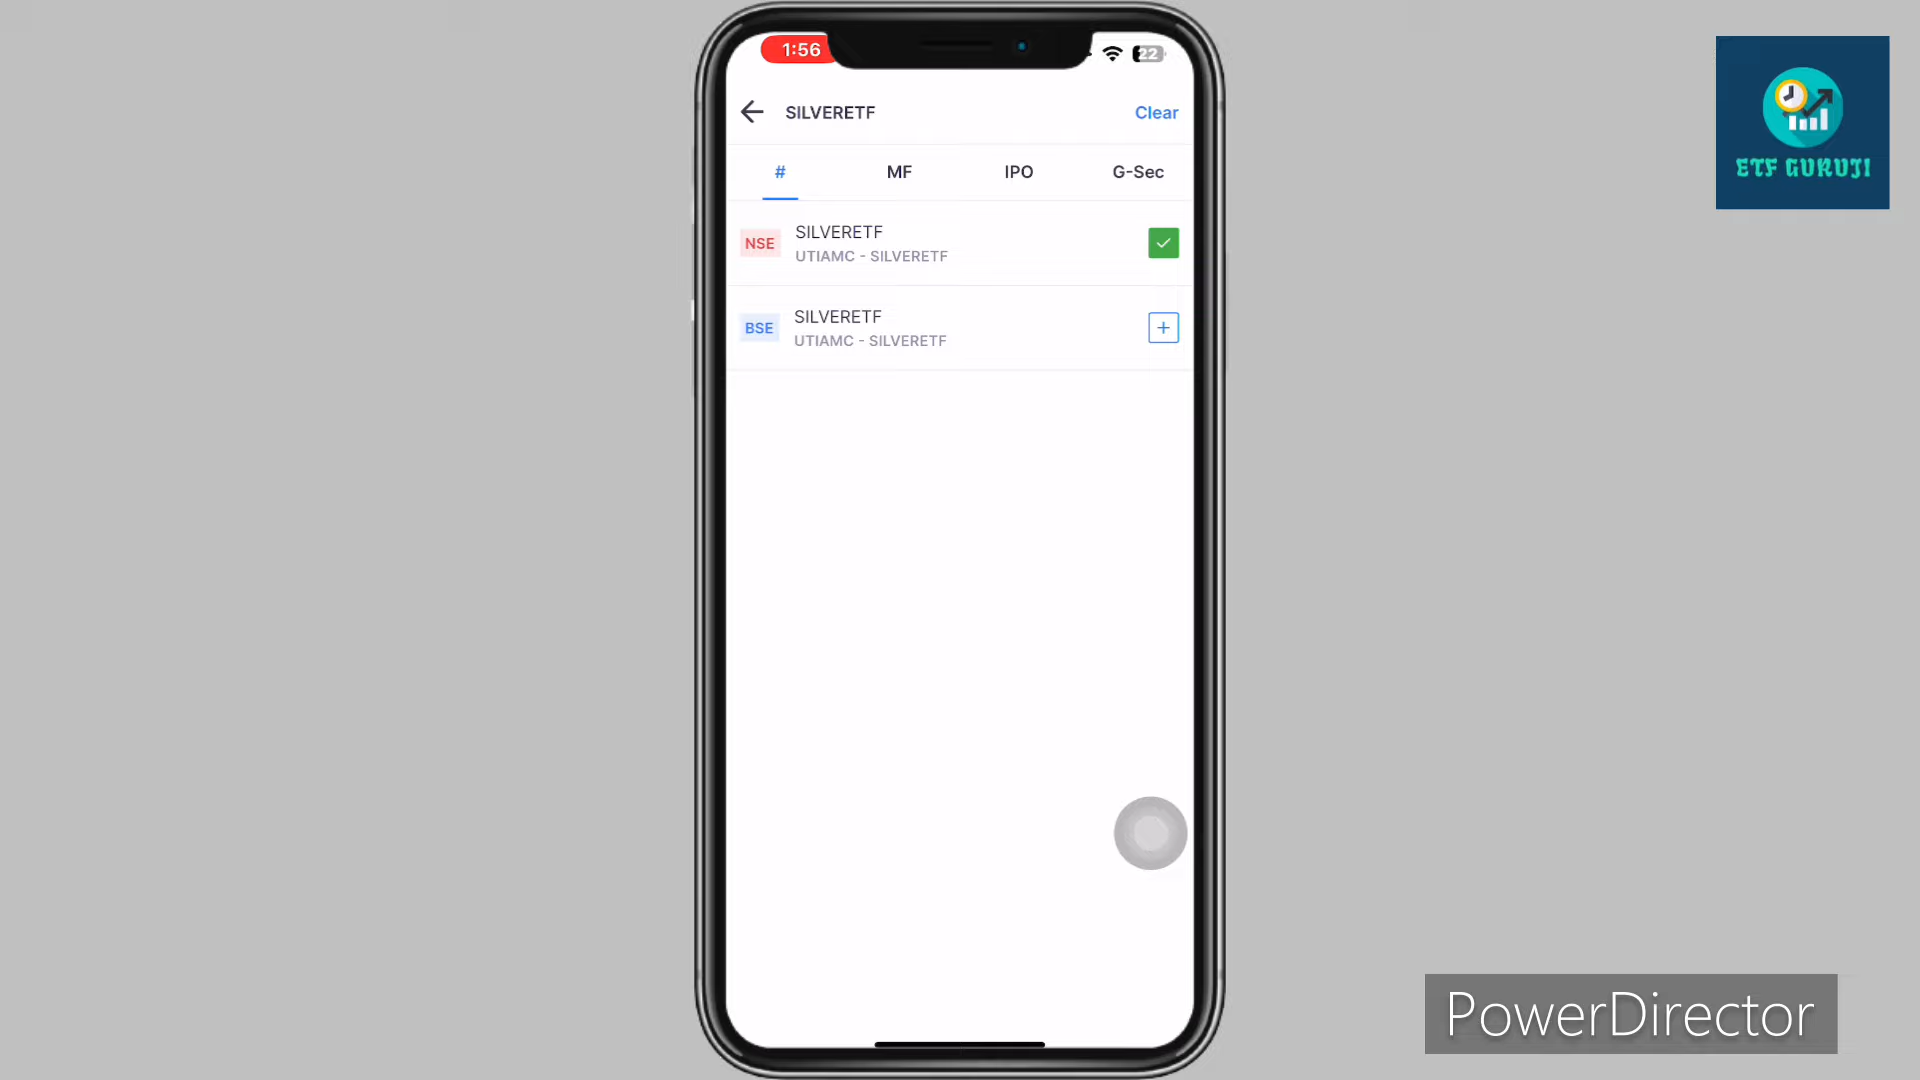 1:56
22
SILVERETF
Clear
# MF IPO G-Sec
NSE
SILVERETF
UTIAMC - SILVERETF
BSE
SILVERETF
UTIAMC - SILVERETF
ETF GURUJI
PowerDirector